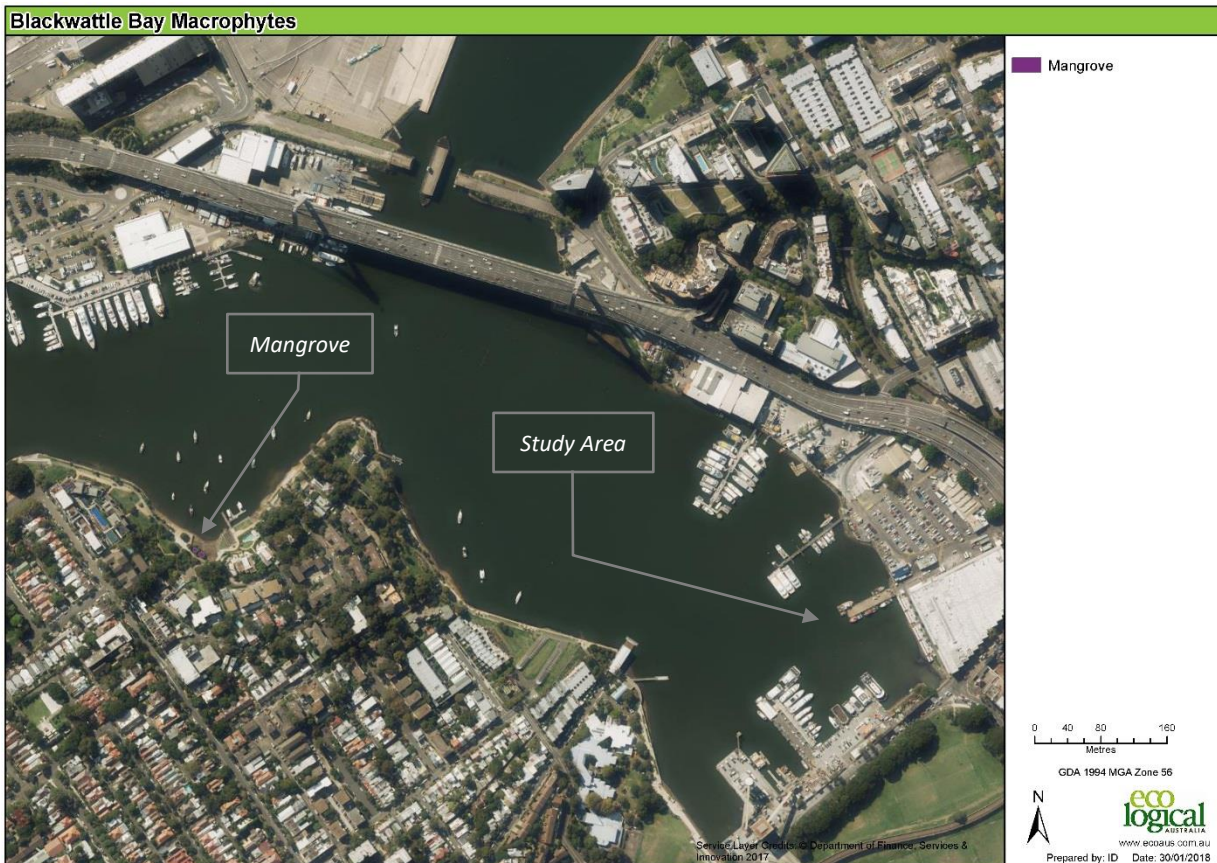 Blackwattle Bay Macrophytes
Mangrove
Mangrove
Study Area
0 40 80 160
Metres
GDA 1994 MGA Zone 56
N
eco
logical
AUSTRALIA
www.ecoaus.com.au
Prepared by: ID Date: 30/01/2018
Service Layer Credits: © Department of Finance, Services &
Innovation 2017